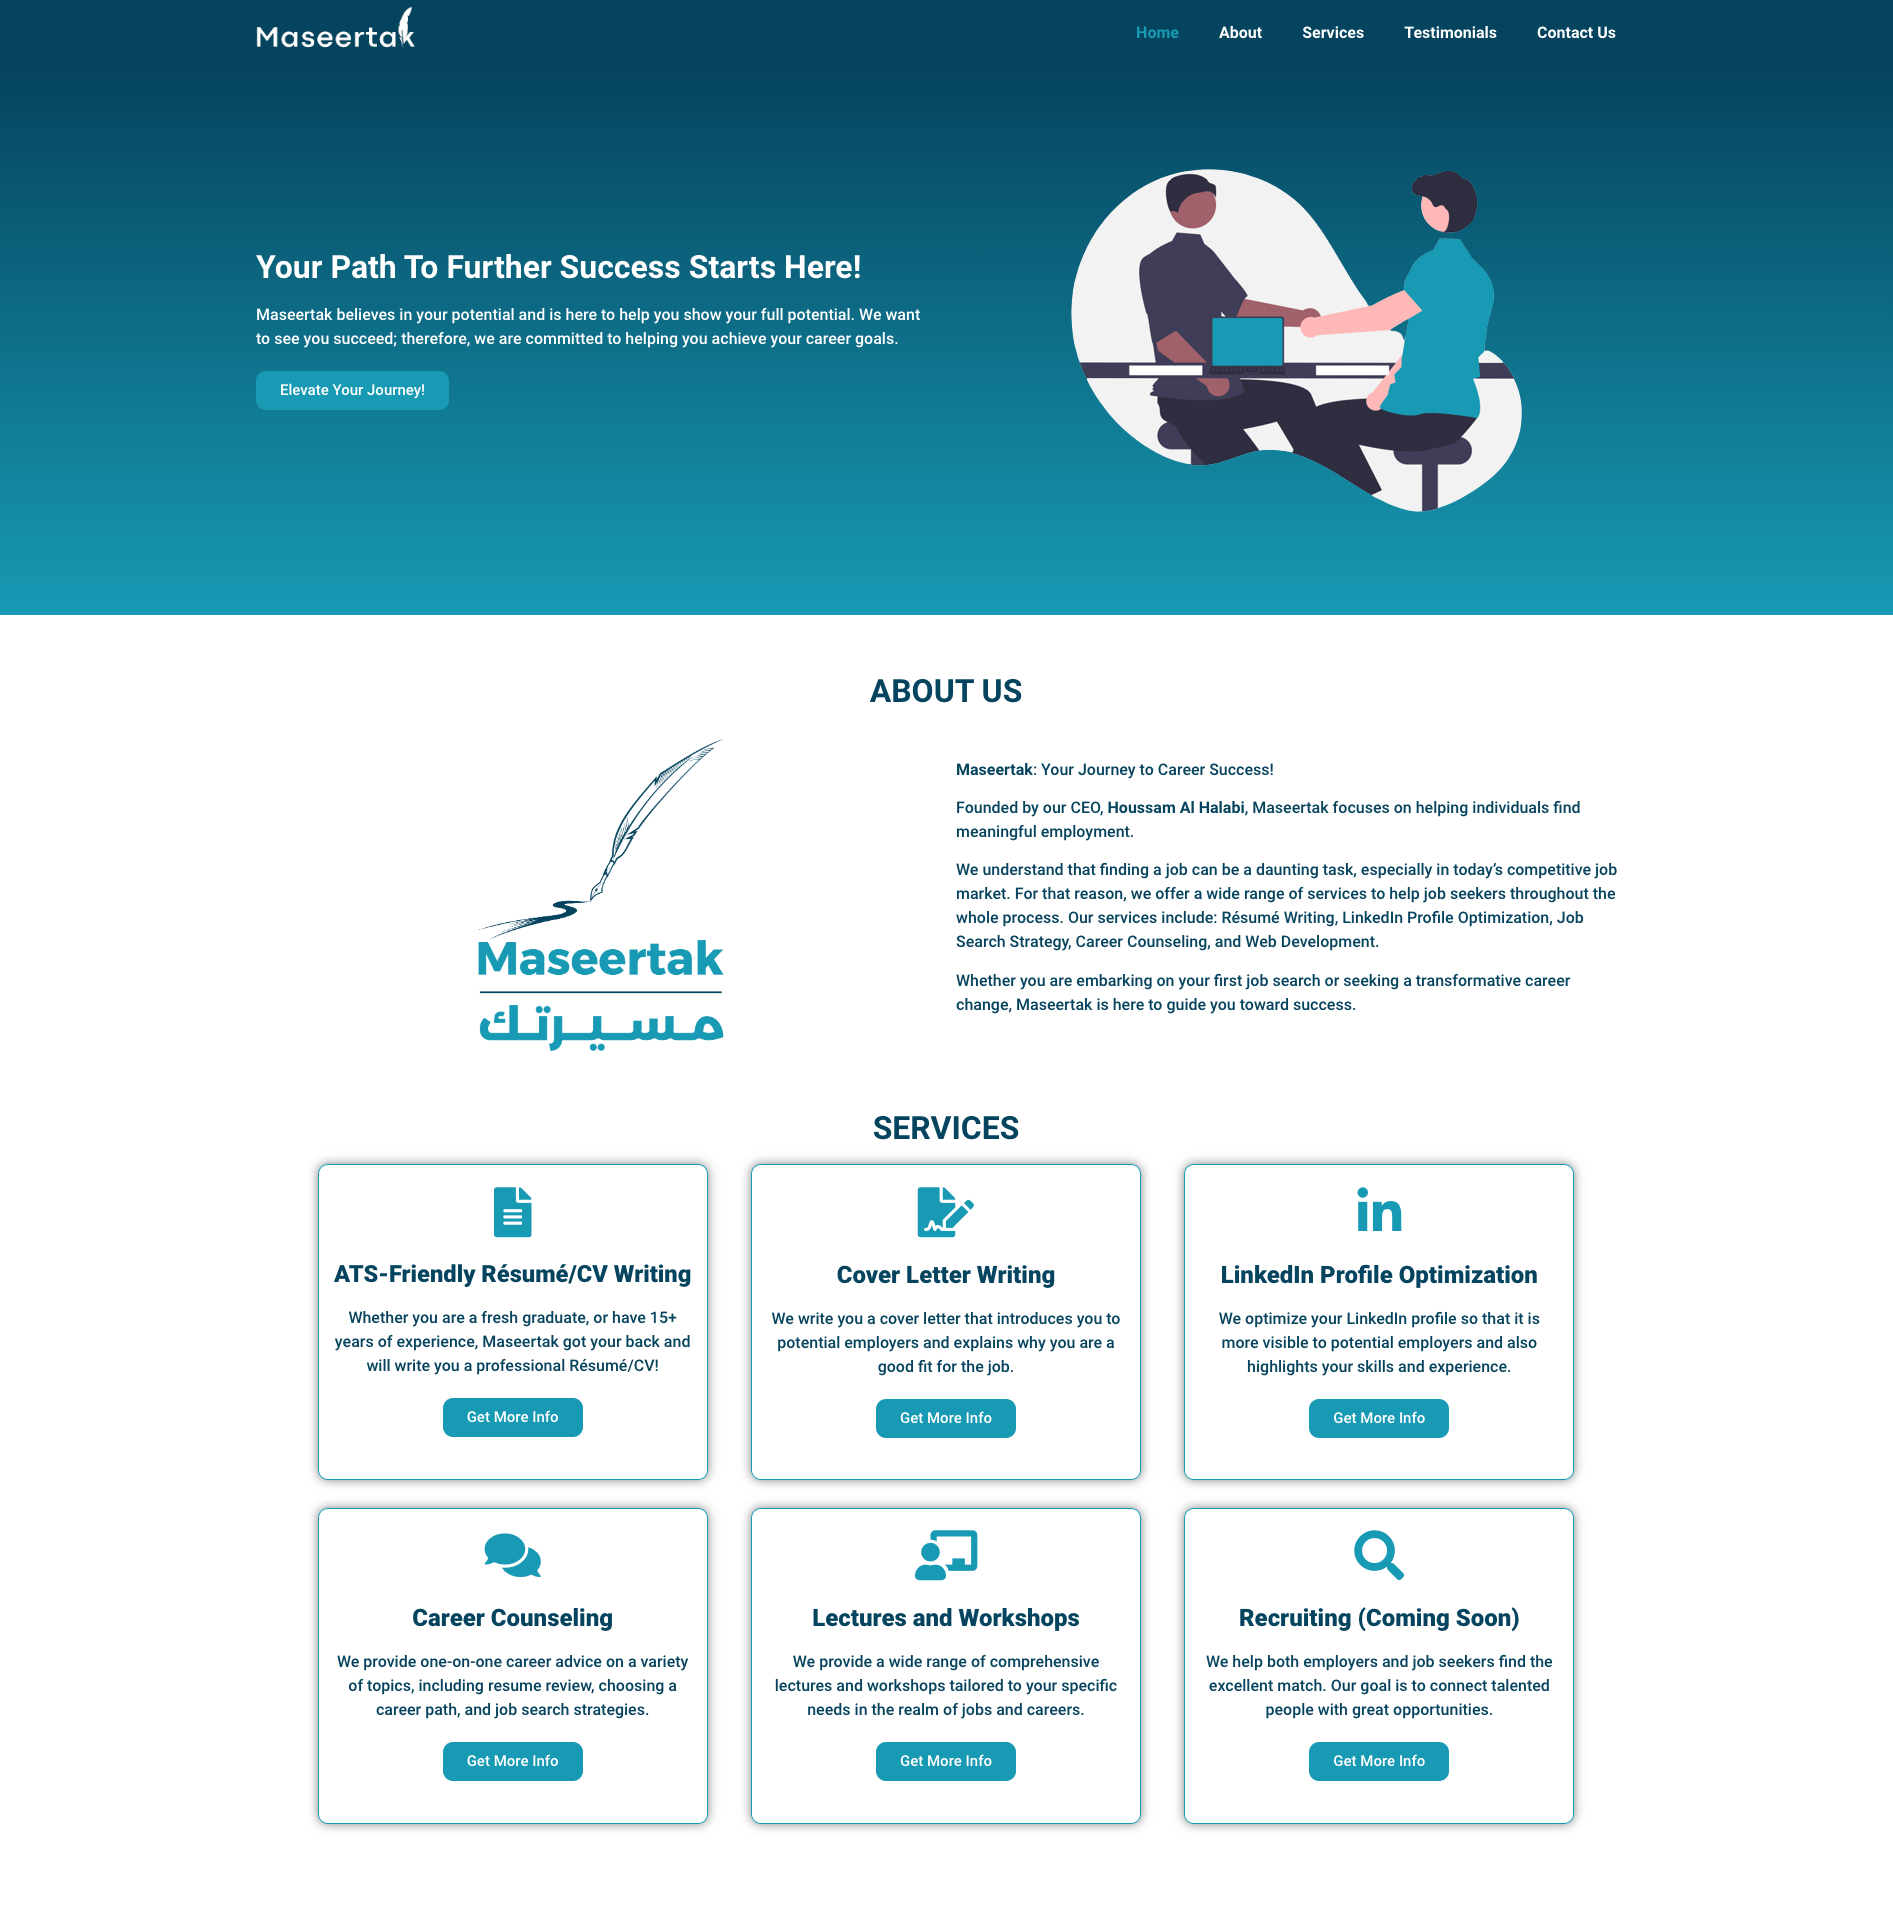 Maseertak
Home
About
Services
Testimonials
Contact Us
Your Path To Further Success Starts Here!
Maseertak believes in your potential and is here to help you show your full potential. We want
to see you succeed; therefore, we are committed to helping you achieve your career goals.
Elevate Your Journey!
ABOUT US
Maseertak
مـسـيـرتـك
Maseertak: Your Journey to Career Success!
Founded by our CEO, Houssam Al Halabi, Maseertak focuses on helping individuals find
meaningful employment.
We understand that finding a job can be a daunting task, especially in today’s competitive job
market. For that reason, we offer a wide range of services to help job seekers throughout the
whole process. Our services include: Résumé Writing, LinkedIn Profile Optimization, Job
Search Strategy, Career Counseling, and Web Development.
Whether you are embarking on your first job search or seeking a transformative career
change, Maseertak is here to guide you toward success.
SERVICES
ATS-Friendly Résumé/CV Writing
Whether you are a fresh graduate, or have 15+
years of experience, Maseertak got your back and
will write you a professional Résumé/CV!
Get More Info
Cover Letter Writing
We write you a cover letter that introduces you to
potential employers and explains why you are a
good fit for the job.
Get More Info
in
LinkedIn Profile Optimization
We optimize your LinkedIn profile so that it is
more visible to potential employers and also
highlights your skills and experience.
Get More Info
Career Counseling
We provide one-on-one career advice on a variety
of topics, including resume review, choosing a
career path, and job search strategies.
Get More Info
Lectures and Workshops
We provide a wide range of comprehensive
lectures and workshops tailored to your specific
needs in the realm of jobs and careers.
Get More Info
Recruiting (Coming Soon)
We help both employers and job seekers find the
excellent match. Our goal is to connect talented
people with great opportunities.
Get More Info